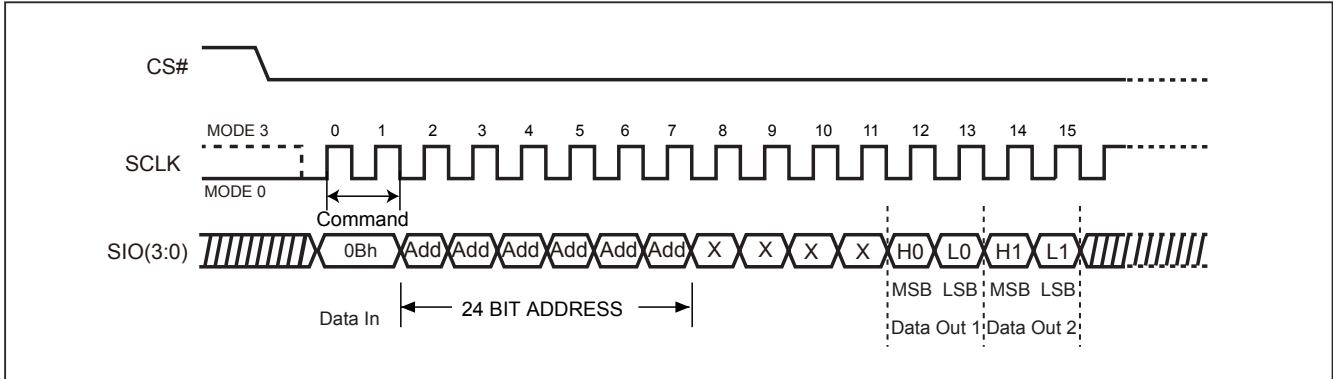 CS#
MODE 3
0 1 2 3 4 5 6 7 8 9 10 11 12 13 14 15
SCLK
MODE 0
Command
SIO(3:0)
0Bh Add Add Add Add Add Add X X X X H0 L0 H1 L1
MSB LSB MSB LSB
Data In
24 BIT ADDRESS
Data Out 1 Data Out 2